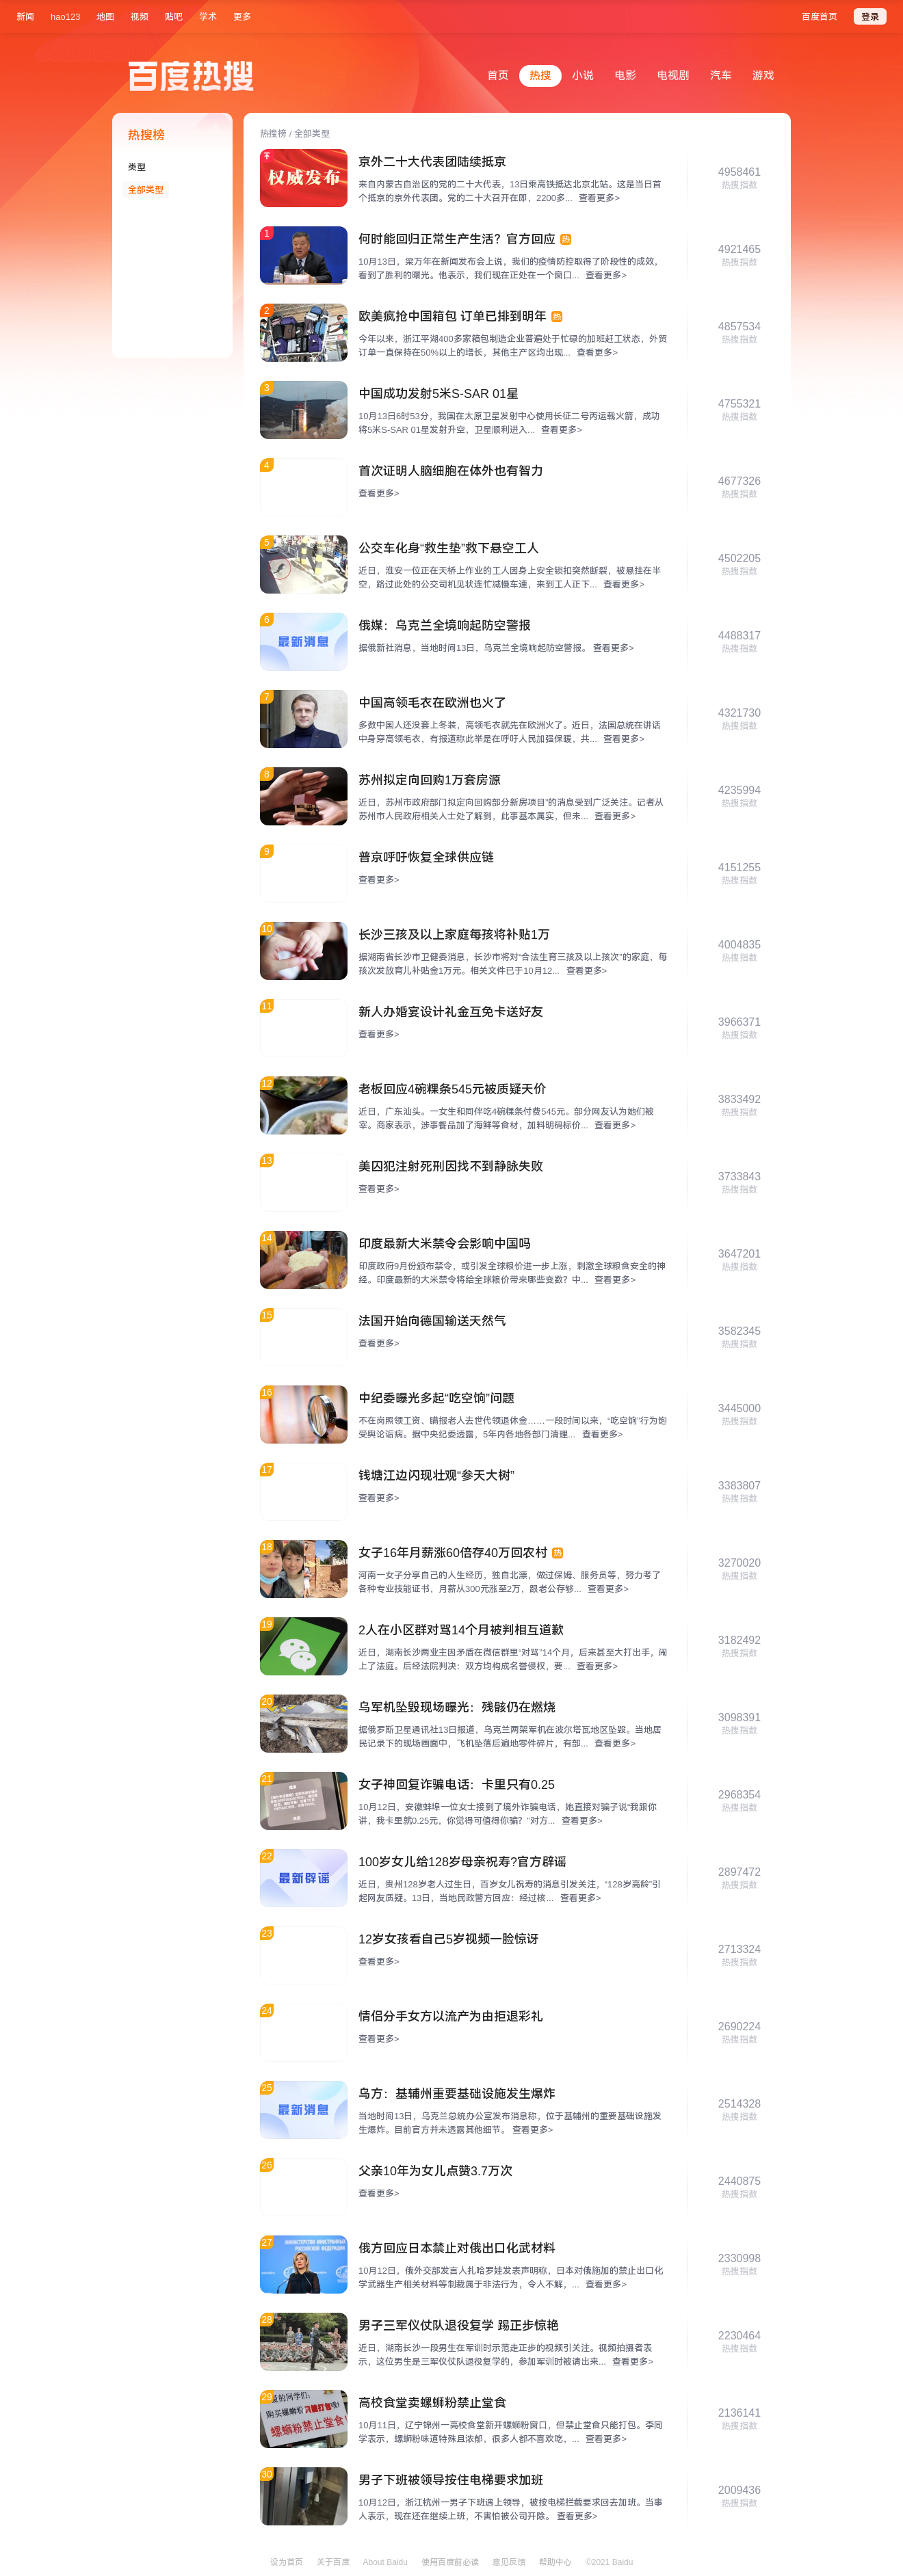 新闻 hao123 地图 视频 贴吧 学术 更多 百度首页 登录
百度热搜 首页 热搜 小说 电影 电视剧 汽车 游戏
热搜榜
类型
全部类型
热搜榜 / 全部类型
权威发布
京外二十大代表团陆续抵京
来自内蒙古自治区的党的二十大代表，13日乘高铁抵达北京北站。这是当日首
个抵京的京外代表团。党的二十大召开在即，2200多... 查看更多>
4958461
热搜指数
1
何时能回归正常生产生活？官方回应 热
10月13日，梁万年在新闻发布会上说，我们的疫情防控取得了阶段性的成效，
看到了胜利的曙光。他表示，我们现在正处在一个窗口... 查看更多>
4921465
热搜指数
2
欧美疯抢中国箱包 订单已排到明年 热
今年以来，浙江平湖400多家箱包制造企业普遍处于忙碌的加班赶工状态，外贸
订单一直保持在50%以上的增长，其他主产区均出现... 查看更多>
4857534
热搜指数
3
中国成功发射5米S-SAR 01星
10月13日6时53分，我国在太原卫星发射中心使用长征二号丙运载火箭，成功
将5米S-SAR 01星发射升空，卫星顺利进入... 查看更多>
4755321
热搜指数
4
首次证明人脑细胞在体外也有智力
查看更多>
4677326
热搜指数
5
公交车化身“救生垫”救下悬空工人
近日，淮安一位正在天桥上作业的工人因身上安全锁扣突然断裂，被悬挂在半
空，路过此处的公交司机见状连忙减慢车速，来到工人正下... 查看更多>
4502205
热搜指数
6
最新消息
俄媒：乌克兰全境响起防空警报
据俄新社消息，当地时间13日，乌克兰全境响起防空警报。 查看更多>
4488317
热搜指数
7
中国高领毛衣在欧洲也火了
多数中国人还没套上冬装，高领毛衣就先在欧洲火了。近日，法国总统在讲话
中身穿高领毛衣，有报道称此举是在呼吁人民加强保暖，共... 查看更多>
4321730
热搜指数
8
苏州拟定向回购1万套房源
近日，苏州市政府部门拟定向回购部分新房项目”的消息受到广泛关注。记者从
苏州市人民政府相关人士处了解到，此事基本属实，但未... 查看更多>
4235994
热搜指数
9
普京呼吁恢复全球供应链
查看更多>
4151255
热搜指数
10
长沙三孩及以上家庭每孩将补贴1万
据湖南省长沙市卫健委消息，长沙市将对“合法生育三孩及以上孩次”的家庭，每
孩次发放育儿补贴金1万元。相关文件已于10月12... 查看更多>
4004835
热搜指数
11
新人办婚宴设计礼金互免卡送好友
查看更多>
3966371
热搜指数
12
老板回应4碗粿条545元被质疑天价
近日，广东汕头。一女生和同伴吃4碗粿条付费545元。部分网友认为她们被
宰。商家表示，涉事餐品加了海鲜等食材，加料明码标价... 查看更多>
3833492
热搜指数
13
美囚犯注射死刑因找不到静脉失败
查看更多>
3733843
热搜指数
14
印度最新大米禁令会影响中国吗
印度政府9月份颁布禁令，或引发全球粮价进一步上涨，刺激全球粮食安全的神
经。印度最新的大米禁令将给全球粮价带来哪些变数？中... 查看更多>
3647201
热搜指数
15
法国开始向德国输送天然气
查看更多>
3582345
热搜指数
16
中纪委曝光多起“吃空饷”问题
不在岗照领工资、瞒报老人去世代领退休金……一段时间以来，“吃空饷”行为饱
受舆论诟病。据中央纪委透露，5年内各地各部门清理... 查看更多>
3445000
热搜指数
17
钱塘江边闪现壮观“参天大树”
查看更多>
3383807
热搜指数
18
女子16年月薪涨60倍存40万回农村 热
河南一女子分享自己的人生经历，独自北漂，做过保姆、服务员等，努力考了
各种专业技能证书，月薪从300元涨至2万，跟老公存够... 查看更多>
3270020
热搜指数
19
2人在小区群对骂14个月被判相互道歉
近日，湖南长沙两业主因矛盾在微信群里“对骂”14个月，后来甚至大打出手，闹
上了法庭。后经法院判决：双方均构成名誉侵权，要... 查看更多>
3182492
热搜指数
20
乌军机坠毁现场曝光：残骸仍在燃烧
据俄罗斯卫星通讯社13日报道，乌克兰两架军机在波尔塔瓦地区坠毁。当地居
民记录下的现场画面中，飞机坠落后遍地零件碎片，有部... 查看更多>
3098391
热搜指数
21
女子神回复诈骗电话：卡里只有0.25
10月12日，安徽蚌埠一位女士接到了境外诈骗电话，她直接对骗子说“我跟你
讲，我卡里就0.25元，你觉得可值得你骗？”对方... 查看更多>
2968354
热搜指数
22
最新辟谣
100岁女儿给128岁母亲祝寿?官方辟谣
近日，贵州128岁老人过生日，百岁女儿祝寿的消息引发关注，“128岁高龄”引
起网友质疑。13日，当地民政警方回应：经过核... 查看更多>
2897472
热搜指数
23
12岁女孩看自己5岁视频一脸惊讶
查看更多>
2713324
热搜指数
24
情侣分手女方以流产为由拒退彩礼
查看更多>
2690224
热搜指数
25
最新消息
乌方：基辅州重要基础设施发生爆炸
当地时间13日，乌克兰总统办公室发布消息称，位于基辅州的重要基础设施发
生爆炸。目前官方并未透露其他细节。 查看更多>
2514328
热搜指数
26
父亲10年为女儿点赞3.7万次
查看更多>
2440875
热搜指数
27
俄方回应日本禁止对俄出口化武材料
10月12日，俄外交部发言人扎哈罗娃发表声明称，日本对俄施加的禁止出口化
学武器生产相关材料等制裁属于非法行为，令人不解，... 查看更多>
2330998
热搜指数
28
男子三军仪仗队退役复学 踢正步惊艳
近日，湖南长沙一段男生在军训时示范走正步的视频引关注。视频拍摄者表
示，这位男生是三军仪仗队退役复学的，参加军训时被请出来... 查看更多>
2230464
热搜指数
29
螺蛳粉禁止堂食!
高校食堂卖螺蛳粉禁止堂食
10月11日，辽宁锦州一高校食堂新开螺蛳粉窗口，但禁止堂食只能打包。李同
学表示，螺蛳粉味道特殊且浓郁，很多人都不喜欢吃，... 查看更多>
2136141
热搜指数
30
男子下班被领导按住电梯要求加班
10月12日，浙江杭州一男子下班遇上领导，被按电梯拦截要求回去加班。当事
人表示，现在还在继续上班，不害怕被公司开除。 查看更多>
2009436
热搜指数
设为首页 关于百度 About Baidu 使用百度前必读 意见反馈 帮助中心 ©2021 Baidu